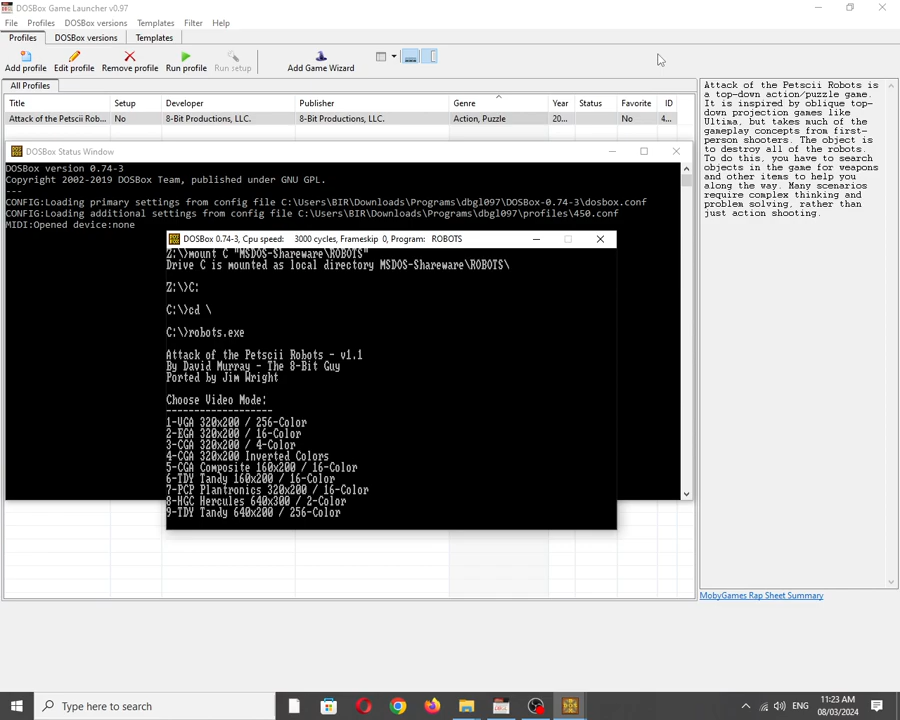 DOSBox Game Launcher v0.97
File Profiles DOSBox versions Templates Filter Help
Profiles DOSBox versions Templates
Add profile Edit profile Remove profile Run profile Run setup Add Game Wizard
All Profiles
Title Setup Developer Publisher Genre Year Status Favorite ID
Attack of the Petscii Rob... No 8-Bit Productions, LLC. 8-Bit Productions, LLC. Action, Puzzle 20... No 4...
Attack of the Petscii Robots is
a top-down action/puzzle game.
It is inspired by oblique top-
down projection games like
Ultima, but takes much of the
gameplay concepts from first-
person shooters. The object is
to destroy all of the robots.
To do this, you have to search
objects in the game for weapons
and other items to help you
along the way. Many scenarios
require complex thinking and
problem solving, rather than
just action shooting.
MobyGames Rap Sheet Summary
DOSBox Status Window
DOSBox version 0.74-3
Copyright 2002-2019 DOSBox Team, published under GNU GPL.
---
CONFIG:Loading primary settings from config file C:\Users\BIR\Downloads\Programs\dbgl097\DOSBox-0.74-3\dosbox.conf
CONFIG:Loading additional settings from config file C:\Users\BIR\Downloads\Programs\dbgl097\profiles\450.conf
MIDI:Opened device:none
DOSBox 0.74-3, Cpu speed: 3000 cycles, Frameskip 0, Program: ROBOTS
Z:\>mount C "MSDOS-Shareware\ROBOTS"
Drive C is mounted as local directory MSDOS-Shareware\ROBOTS\
Z:\>C:
C:\>cd \
C:\>robots.exe
Attack of the Petscii Robots - v1.1
By David Murray - The 8-Bit Guy
Ported by Jim Wright
Choose Video Mode:
-------------------
1-VGA 320x200 / 256-Color
2-EGA 320x200 / 16-Color
3-CGA 320x200 / 4-Color
4-CGA 320x200 Inverted Colors
5-CGA Composite 160x200 / 16-Color
6-TDY Tandy 160x200 / 16-Color
7-PCP Plantronics 320x200 / 16-Color
8-HGC Hercules 640x300 / 2-Color
9-TDY Tandy 640x200 / 256-Color
Type here to search
11:23 AM
08/03/2024